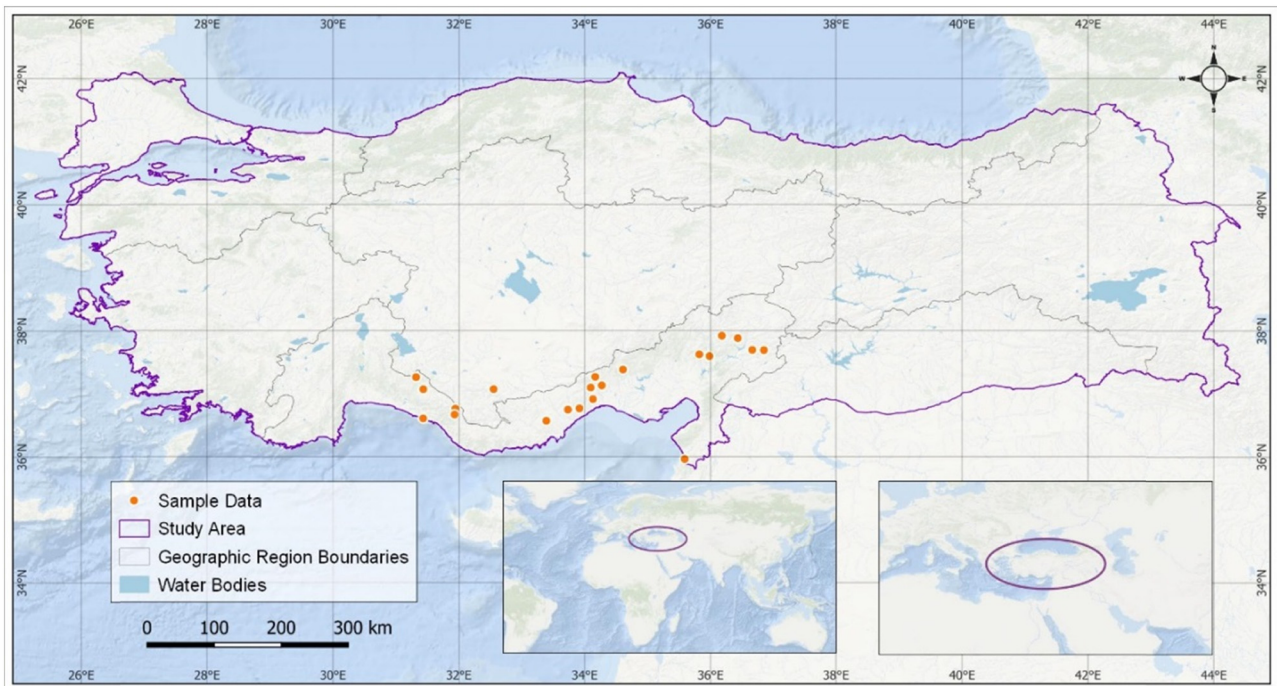 26°E 28°E 30°E 32°E 34°E 36°E 38°E 40°E 42°E 44°E
N
W E
S
42°N 42°N
40°N 40°N
38°N 38°N
36°N 36°N
34°N 34°N
Sample Data
Study Area
Geographic Region Boundaries
Water Bodies
0 100 200 300 km
26°E 28°E 30°E 32°E 34°E 36°E 38°E 40°E 42°E 44°E